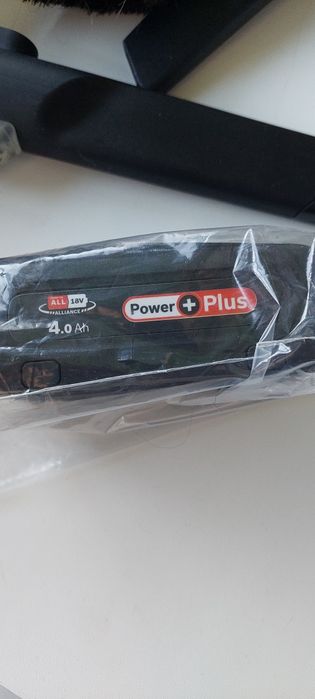 ALL 18V
ALLIANCE
4.0 Ah
Power + Plus